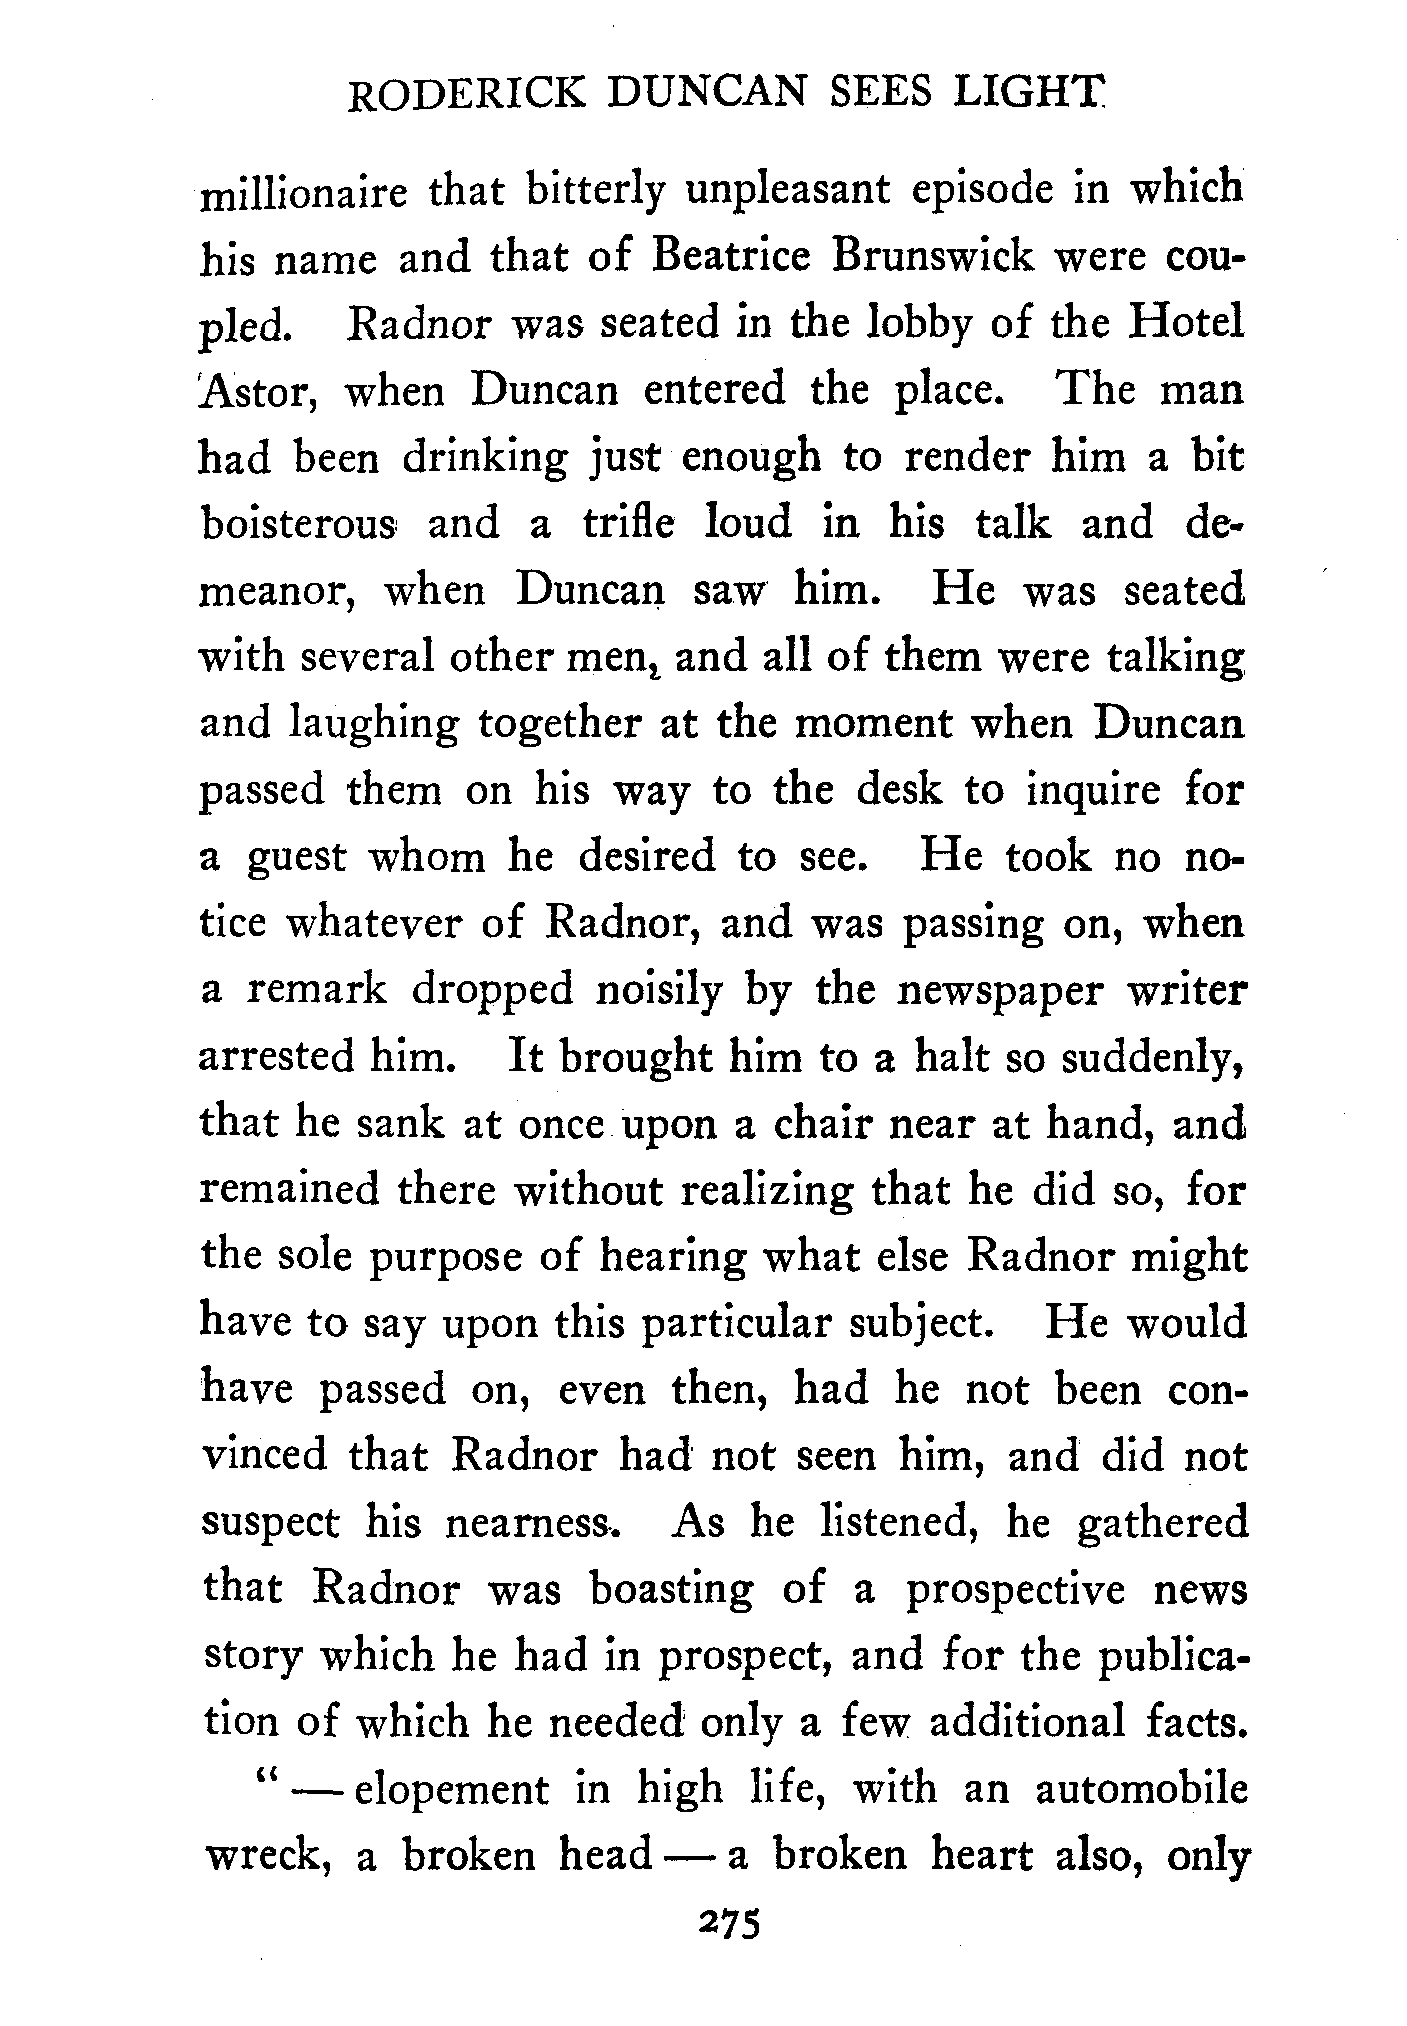 RODERICK DUNCAN SEES LIGHT
millionaire that bitterly unpleasant episode in which
his name and that of Beatrice Brunswick were cou-
pled. Radnor was seated in the lobby of the Hotel
Astor, when Duncan entered the place. The man
had been drinking just enough to render him a bit
boisterous and a trifle loud in his talk and de-
meanor, when Duncan saw him. He was seated
with several other men, and all of them were talking
and laughing together at the moment when Duncan
passed them on his way to the desk to inquire for
a guest whom he desired to see. He took no no-
tice whatever of Radnor, and was passing on, when
a remark dropped noisily by the newspaper writer
arrested him. It brought him to a halt so suddenly,
that he sank at once upon a chair near at hand, and
remained there without realizing that he did so, for
the sole purpose of hearing what else Radnor might
have to say upon this particular subject. He would
have passed on, even then, had he not been con-
vinced that Radnor had not seen him, and did not
suspect his nearness. As he listened, he gathered
that Radnor was boasting of a prospective news
story which he had in prospect, and for the publica-
tion of which he needed only a few additional facts.
"— elopement in high life, with an automobile
wreck, a broken head — a broken heart also, only
275